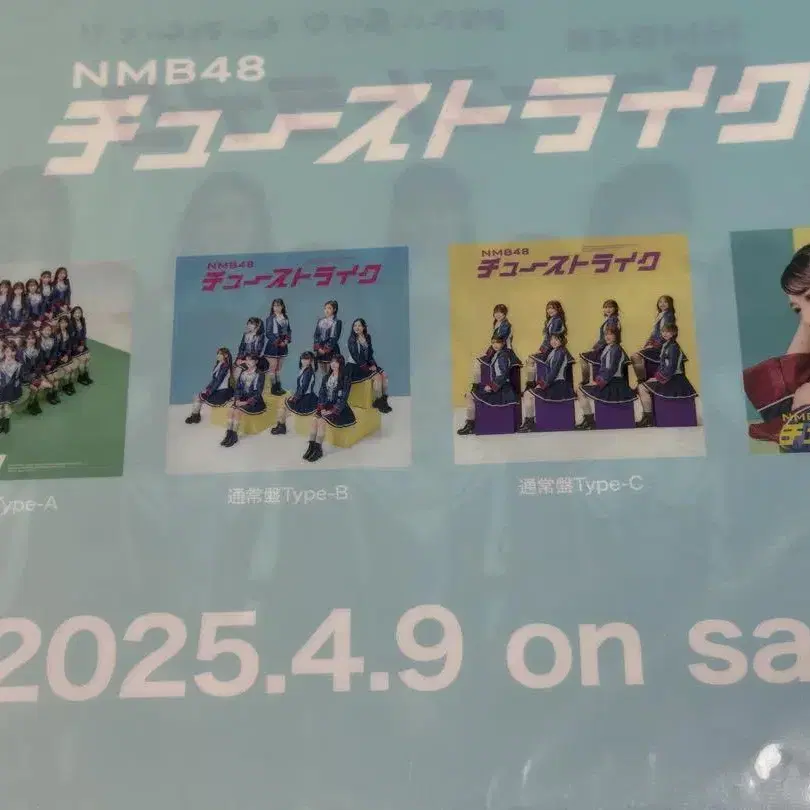 NMB48
チューストライク
NMB48
チューストライク
NMB48
チューストライク
ype-A
通常盤Type-B
通常盤Type-C
2025.4.9 on sa